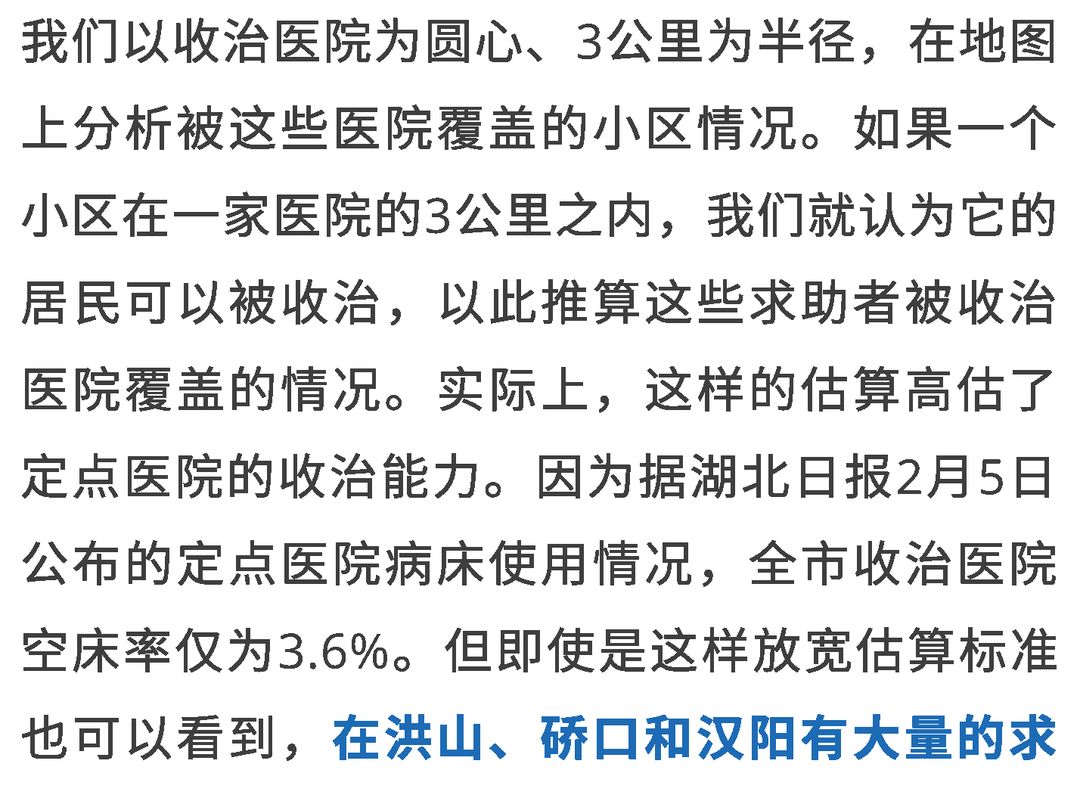 我们以收治医院为圆心、3公里为半径，在地图
上分析被这些医院覆盖的小区情况。如果一个
小区在一家医院的3公里之内，我们就认为它的
居民可以被收治，以此推算这些求助者被收治
医院覆盖的情况。实际上，这样的估算高估了
定点医院的收治能力。因为据湖北日报2月5日
公布的定点医院病床使用情况，全市收治医院
空床率仅为3.6%。但即使是这样放宽估算标准
也可以看到，在洪山、硚口和汉阳有大量的求